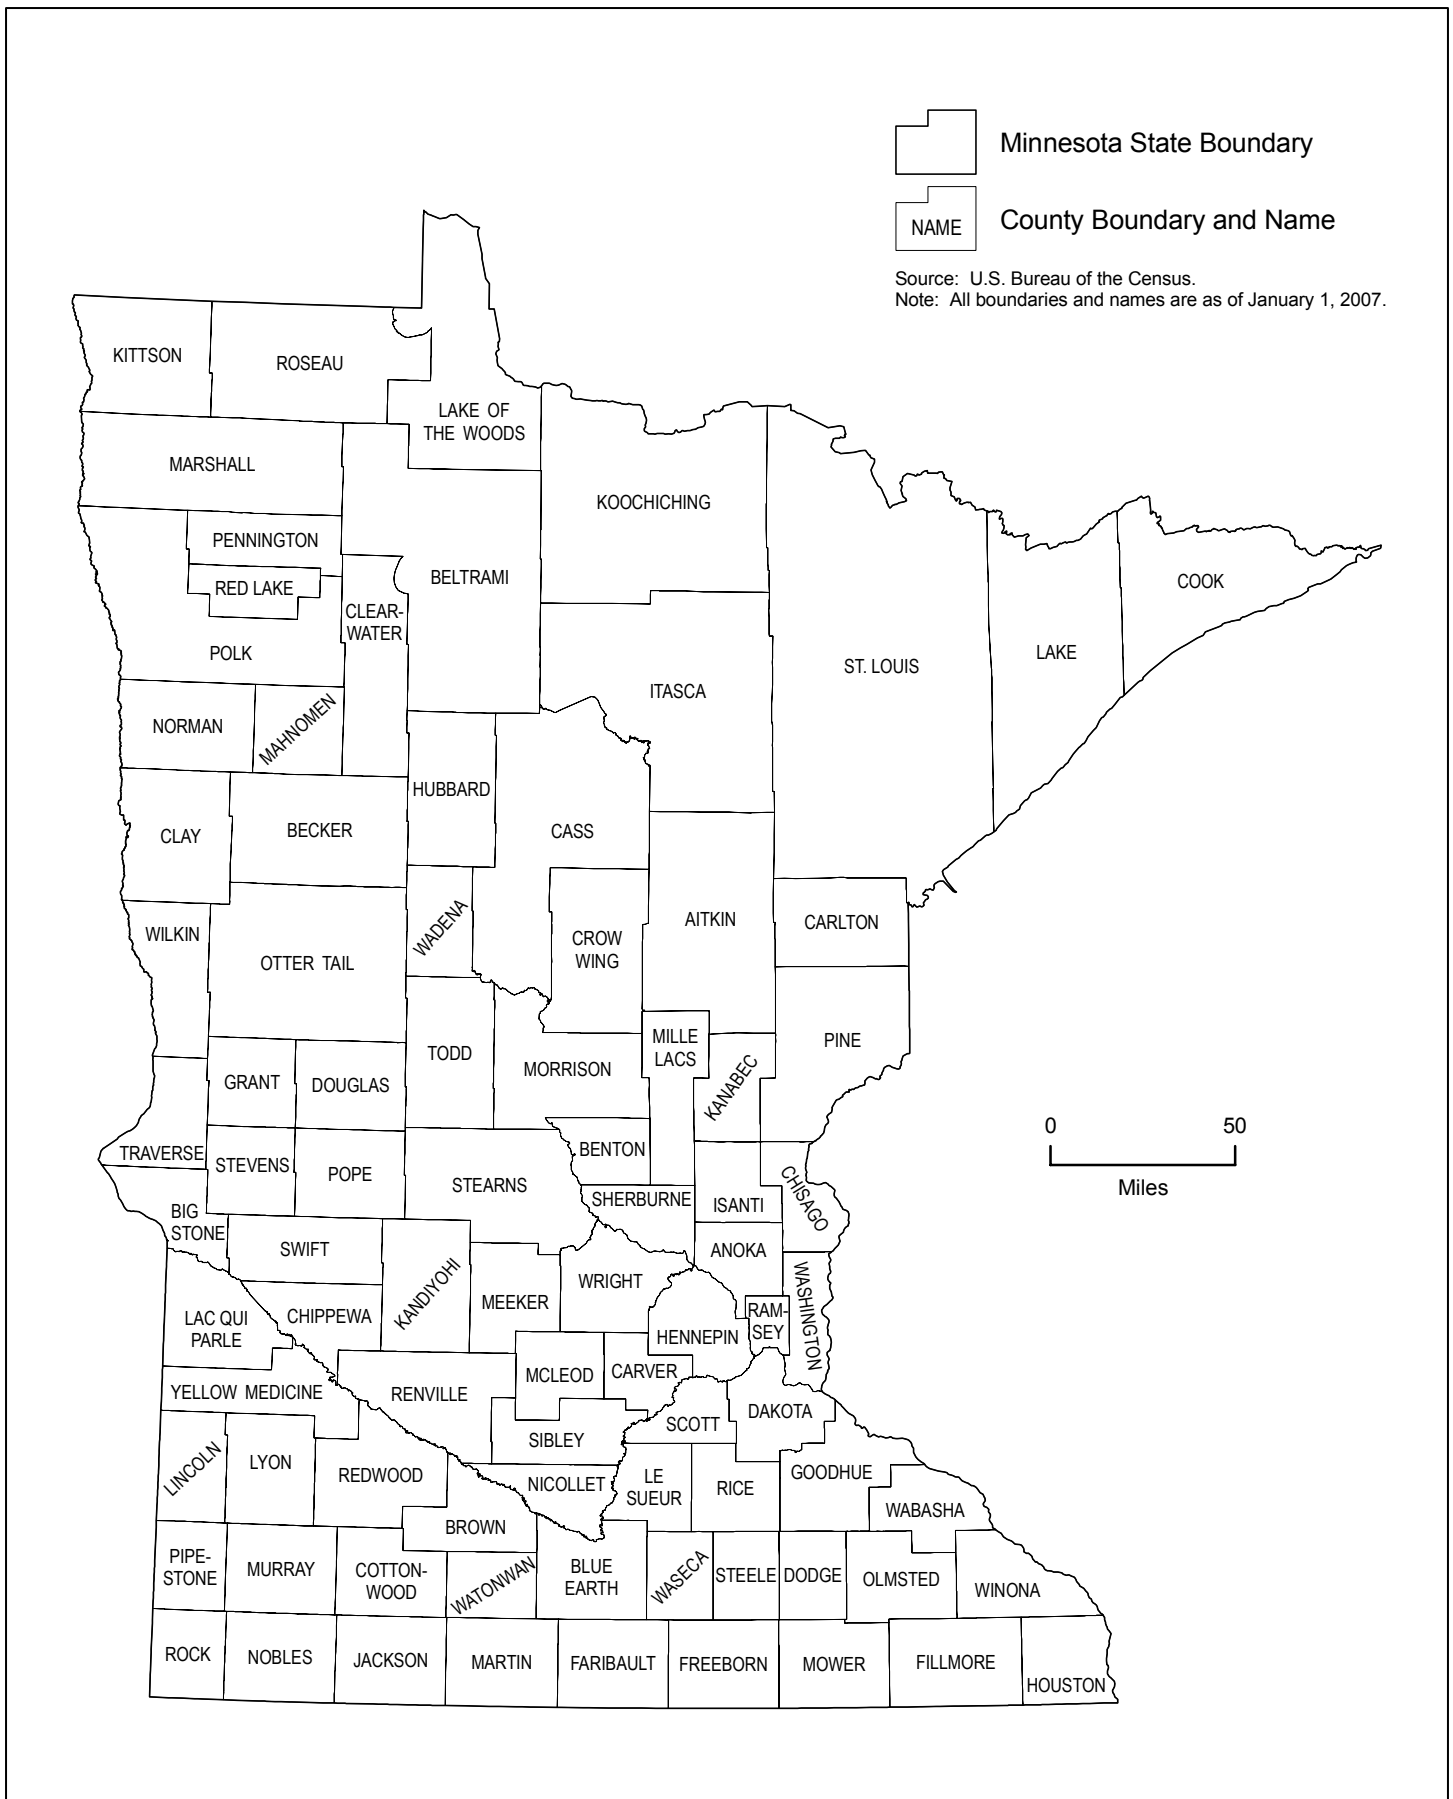 Minnesota State Boundary
NAME
County Boundary and Name
Source: U.S. Bureau of the Census.
Note: All boundaries and names are as of January 1, 2007.
KITTSON
ROSEAU
LAKE OF
THE WOODS
MARSHALL
KOOCHICHING
PENNINGTON
BELTRAMI
COOK
RED LAKE
CLEAR-
WATER
POLK
LAKE
ST. LOUIS
ITASCA
NORMAN
MAHNOMEN
HUBBARD
CLAY
BECKER
CASS
WILKIN
OTTER TAIL
WADENA
CROW
WING
AITKIN
CARLTON
PINE
MILLE
LACS
TODD
MORRISON
KANABEC
GRANT
DOUGLAS
0
50
Miles
TRAVERSE
STEVENS
POPE
BENTON
STEARNS
SHERBURNE
ISANTI
CHISAGO
BIG
STONE
SWIFT
ANOKA
KANDIYOHI
WRIGHT
MEEKER
WASHINGTON
LAC QUI
PARLE
CHIPPEWA
RAM-
SEY
HENNEPIN
MCLEOD
CARVER
YELLOW MEDICINE
RENVILLE
DAKOTA
SCOTT
SIBLEY
LINCOLN
LYON
REDWOOD
NICOLLET
LE
SUEUR
RICE
GOODHUE
WABASHA
BROWN
PIPE-
STONE
MURRAY
COTTON-
WOOD
WATONWAN
BLUE
EARTH
WASECA
STEELE
DODGE
OLMSTED
WINONA
ROCK
NOBLES
JACKSON
MARTIN
FARIBAULT
FREEBORN
MOWER
FILLMORE
HOUSTON